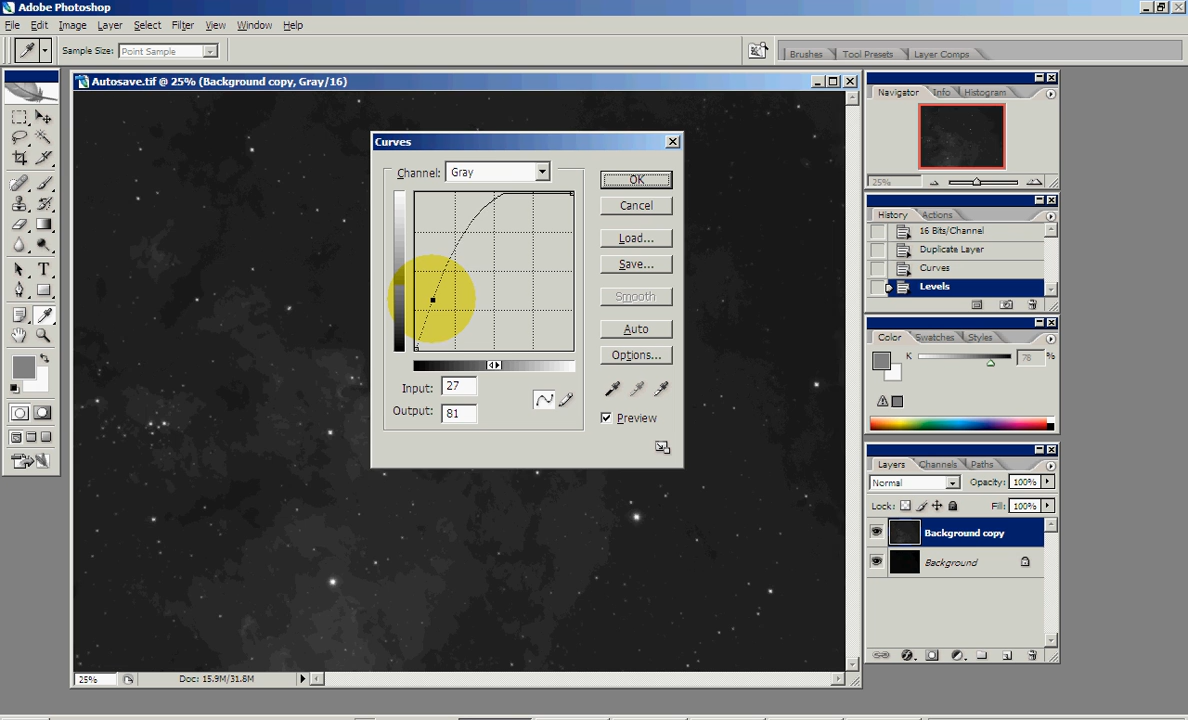 Adobe Photoshop
File Edit Image Layer Select Filter View Window Help
Sample Size: Point Sample
Brushes Tool Presets Layer Comps
Autosave.tif @ 25% (Background copy, Gray/16)
Navigator Info Histogram
25%
History Actions
16 Bits/Channel
Duplicate Layer
Curves
Levels
Color Swatches Styles
K 76 %
Layers Channels Paths
Normal Opacity: 100%
Lock: Fill: 100%
Background copy
Background
Curves
Channel: Gray
OK
Cancel
Load...
Save...
Smooth
Auto
Options...
Input: 27
Output: 81
Preview
25% Doc: 15.9M/31.8M